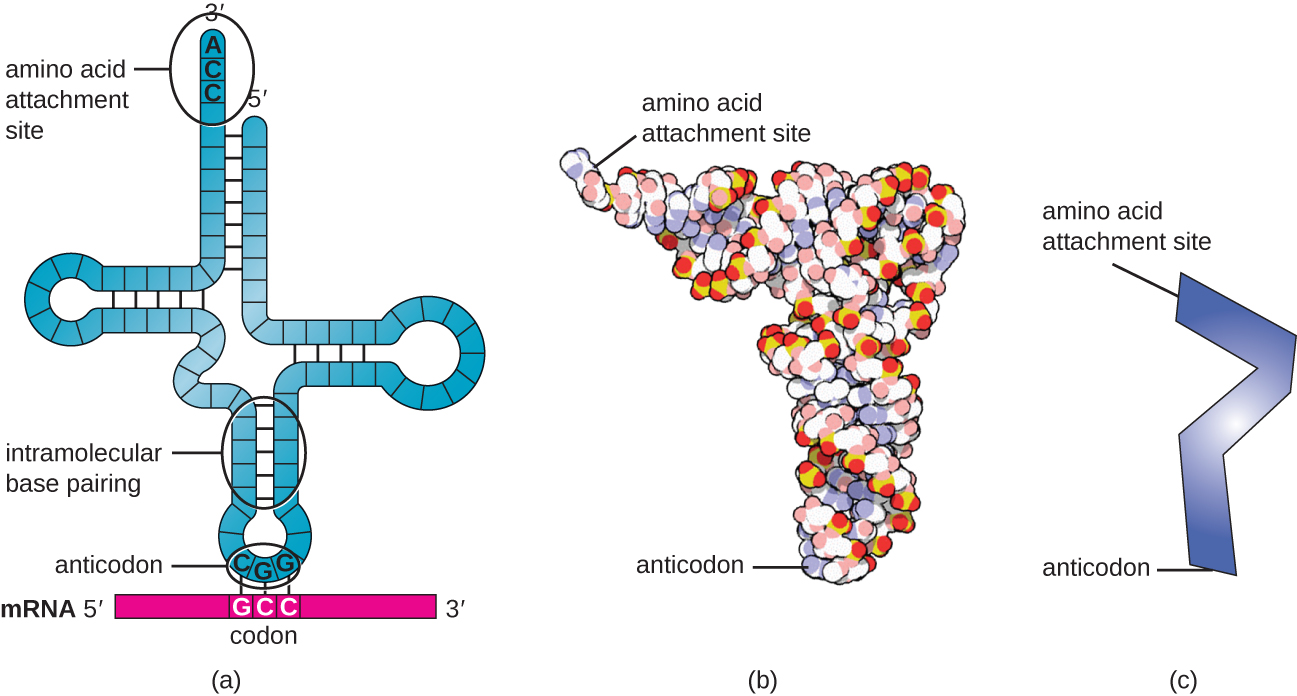 3′
A
C
C
amino acid
attachment
site
5′
intramolecular
base pairing
anticodon
C G G
mRNA 5′ G C C 3′
codon
(a)
amino acid
attachment site
anticodon
(b)
amino acid
attachment site
anticodon
(c)